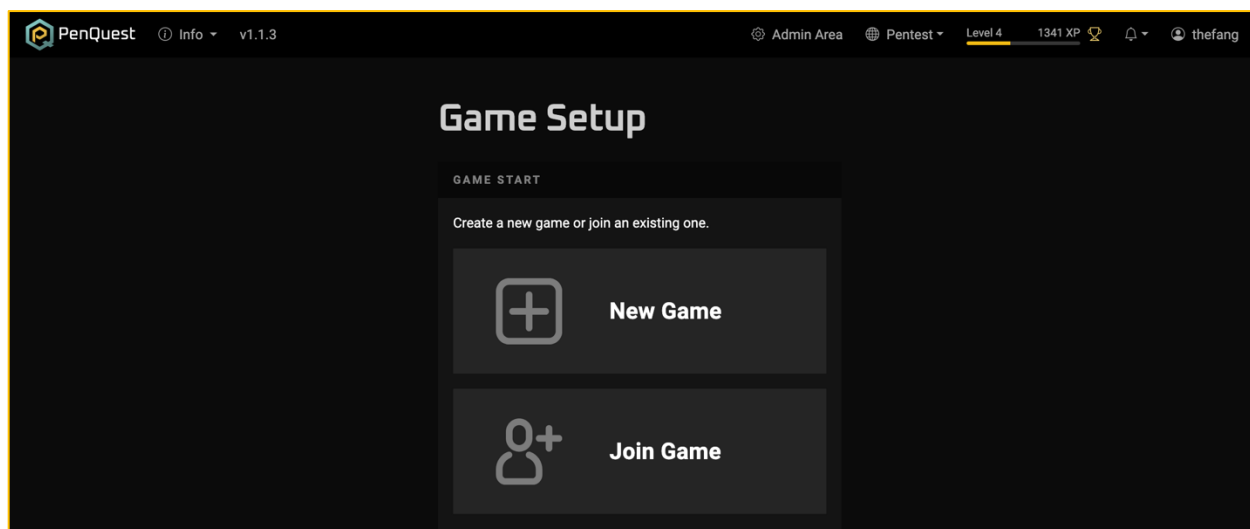 PenQuest Info v1.1.3 Admin Area Pentest Level 4 1341 XP thefang
Game Setup
GAME START
Create a new game or join an existing one.
New Game
Join Game